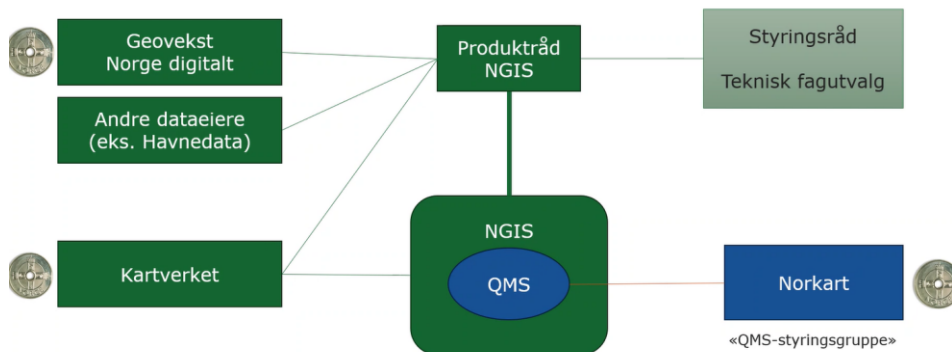 Geovekst
Norge digitalt
Produktråd
NGIS
Styringsråd
Teknisk fagutvalg
Andre dataeiere
(eks. Havnedata)
NGIS
Kartverket
QMS
Norkart
«QMS-styringsgruppe»